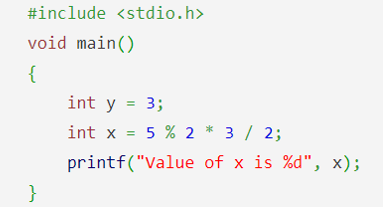 #include <stdio.h>
void main()
{
    int y = 3;
    int x = 5 % 2 * 3 / 2;
    printf("Value of x is %d", x);
}